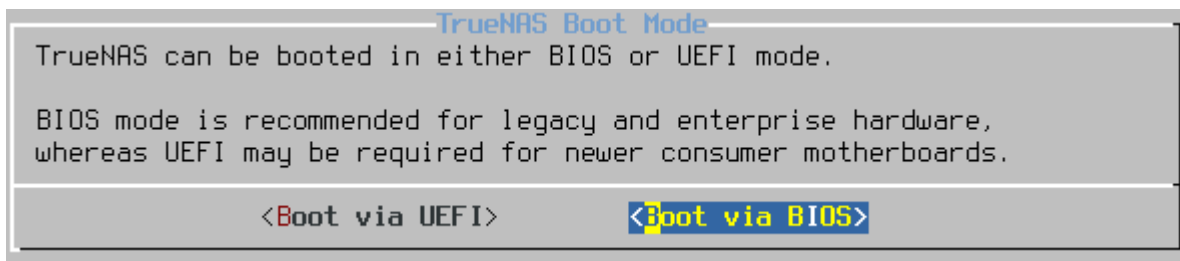 TrueNAS Boot Mode
TrueNAS can be booted in either BIOS or UEFI mode.
BIOS mode is recommended for legacy and enterprise hardware,
whereas UEFI may be required for newer consumer motherboards.
<Boot via UEFI> <Boot via BIOS>